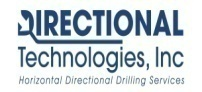 DIRECTIONAL
Technologies, Inc
Horizontal Directional Drilling Services